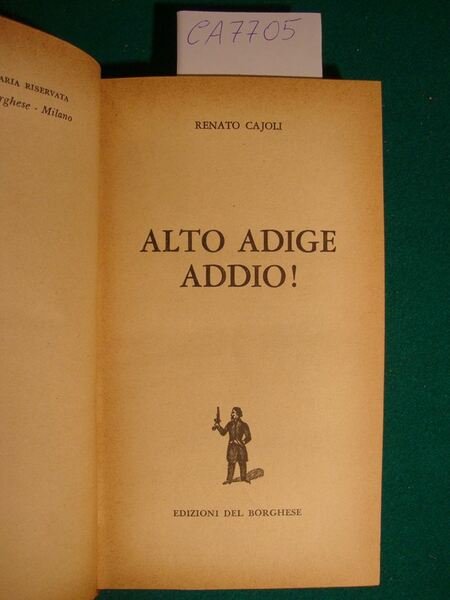 CA7705
ARIA RISERVATA
rghese - Milano
RENATO CAJOLI
ALTO ADIGE
ADDIO!
EDIZIONI DEL BORGHESE